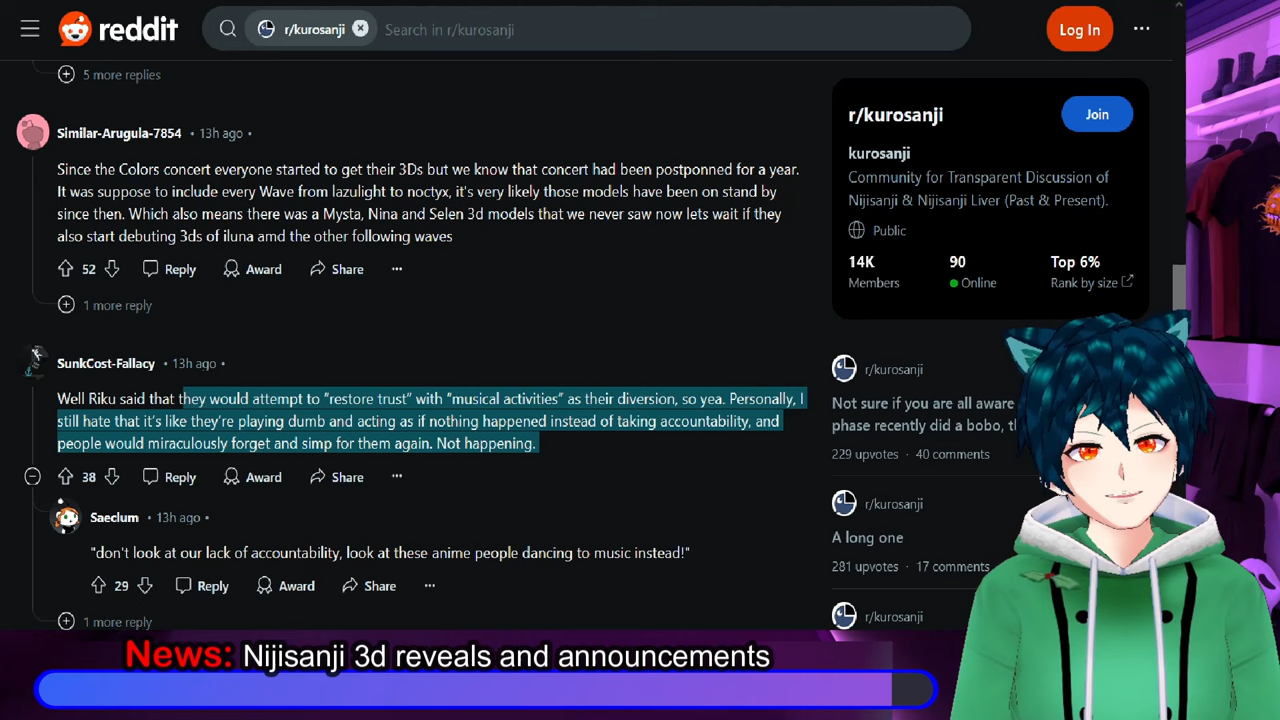 reddit
r/kurosanji
Search in r/kurosanji
Log In
5 more replies
Similar-Arugula-7854 • 13h ago •
Since the Colors concert everyone started to get their 3Ds but we know that concert had been postponed for a year.
It was suppose to include every Wave from lazulight to noctyx, it's very likely those models have been on stand by
since then. Which also means there was a Mysta, Nina and Selen 3d models that we never saw now lets wait if they
also start debuting 3ds of iluna amd the other following waves
52 Reply Award Share
1 more reply
SunkCost-Fallacy • 13h ago •
Well Riku said that they would attempt to "restore trust" with "musical activities" as their diversion, so yea. Personally, I
still hate that it's like they're playing dumb and acting as if nothing happened instead of taking accountability, and
people would miraculously forget and simp for them again. Not happening.
38 Reply Award Share
Saeclum • 13h ago •
"don't look at our lack of accountability, look at these anime people dancing to music instead!"
29 Reply Award Share
1 more reply
r/kurosanji
Join
kurosanji
Community for Transparent Discussion of
Nijisanji & Nijisanji Liver (Past & Present).
Public
14K 90 Top 6%
Members Online Rank by size
r/kurosanji
Not sure if you are all aware
phase recently did a bobo,
229 upvotes • 40 comments
r/kurosanji
A long one
281 upvotes • 17 comments
r/kurosanji
News: Nijisanji 3d reveals and announcements